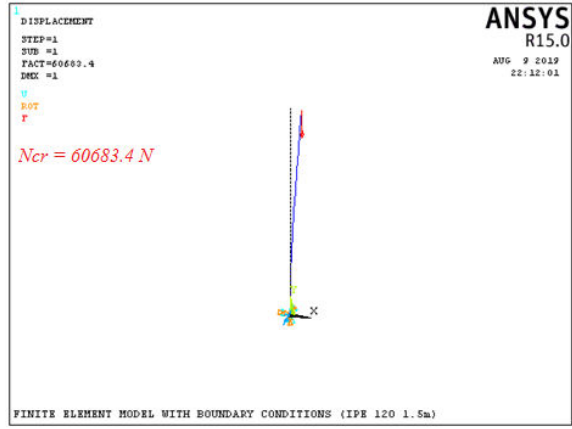 1
DISPLACEMENT
STEP=1
SUB =1
FACT=60683.4
DMX =1
U
ROT
F
ANSYS
R15.0
AUG 9 2019
22:12:01
Ncr = 60683.4 N
Y
X
FINITE ELEMENT MODEL WITH BOUNDARY CONDITIONS (IPE 120 1.5m)